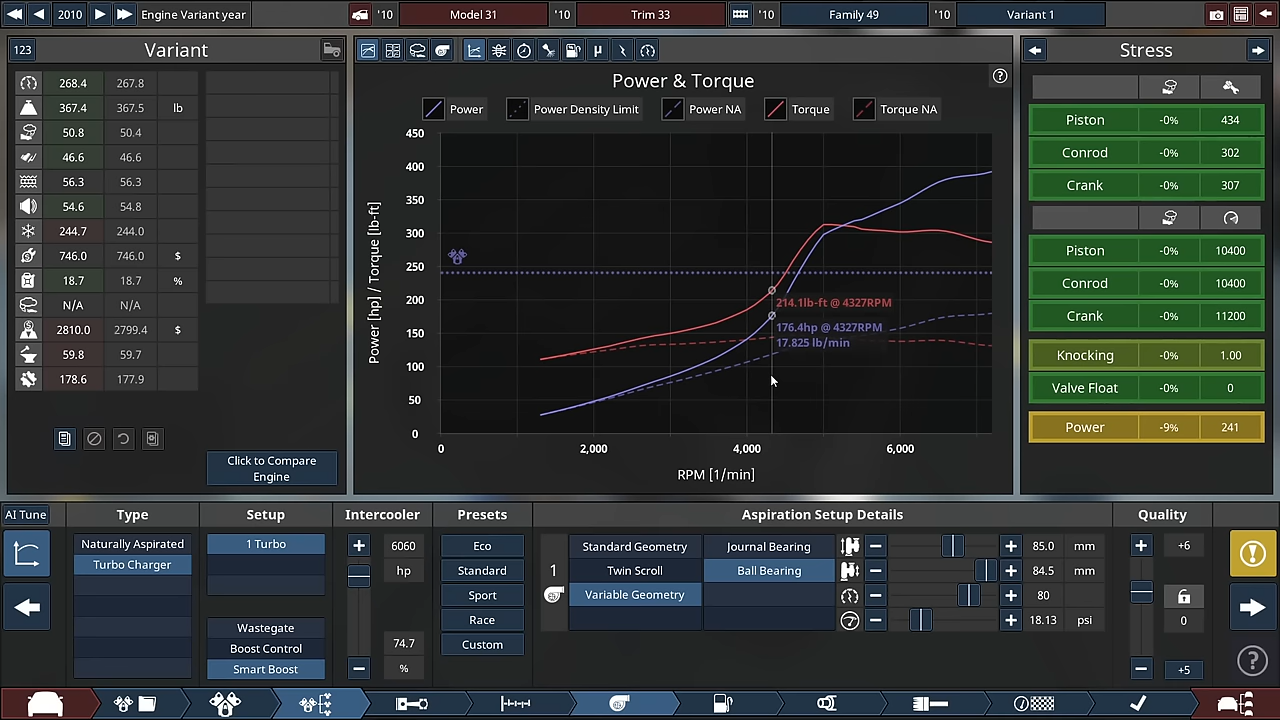 2010 Engine Variant year '10 Model 31 '10 Trim 33 '10 Family 49 '10 Variant 1
123 Variant
268.4 267.8
367.4 367.5 lb
50.8 50.4
46.6 46.6
56.3 56.3
54.6 54.8
244.7 244.0
746.0 746.0 $
18.7 18.7 %
N/A N/A
2810.0 2799.4 $
59.8 59.7
178.6 177.9
Click to Compare
Engine
Power & Torque
Power Power Density Limit Power NA Torque Torque NA
Power [hp] / Torque [lb-ft]
450
400
350
300
250
200
150
100
50
0
214.1lb-ft @ 4327RPM
176.4hp @ 4327RPM
17.825 lb/min
0 2,000 4,000 6,000
RPM [1/min]
Stress
Piston -0% 434
Conrod -0% 302
Crank -0% 307
Piston -0% 10400
Conrod -0% 10400
Crank -0% 11200
Knocking -0% 1.00
Valve Float -0% 0
Power -9% 241
AI Tune Type Setup Intercooler Presets Aspiration Setup Details Quality
Naturally Aspirated
Turbo Charger
1 Turbo
Wastegate
Boost Control
Smart Boost
6060
hp
74.7
%
Eco
Standard
Sport
Race
Custom
1
Standard Geometry Journal Bearing
Twin Scroll Ball Bearing
Variable Geometry
85.0 mm
84.5 mm
80
18.13 psi
+6
0
+5